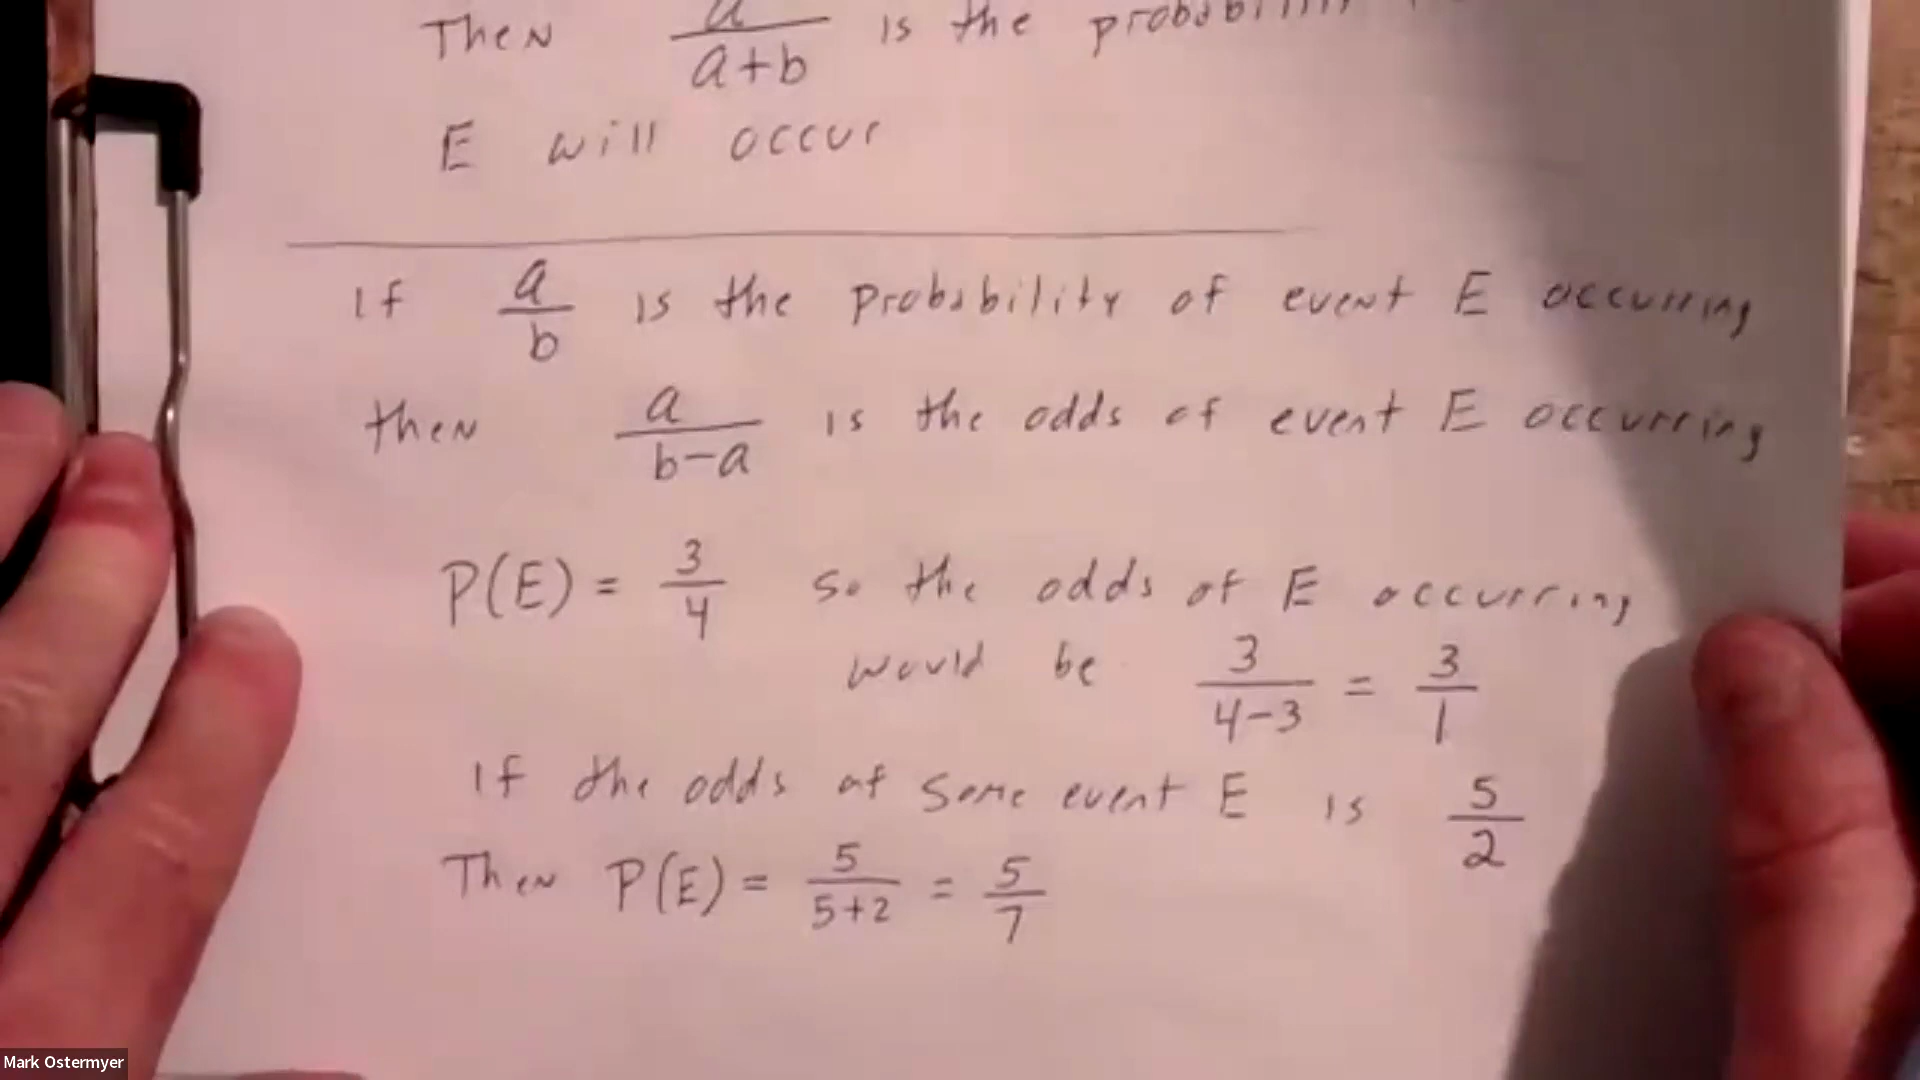 Then a/(a+b) is the probability
E will occur
If a/b is the probability of event E occurring
then a/(b-a) is the odds of event E occurring
P(E) = 3/4 so the odds of E occurring
would be 3/(4-3) = 3/1
If the odds of some event E is 5/2
Then P(E) = 5/(5+2) = 5/7
Mark Ostermyer